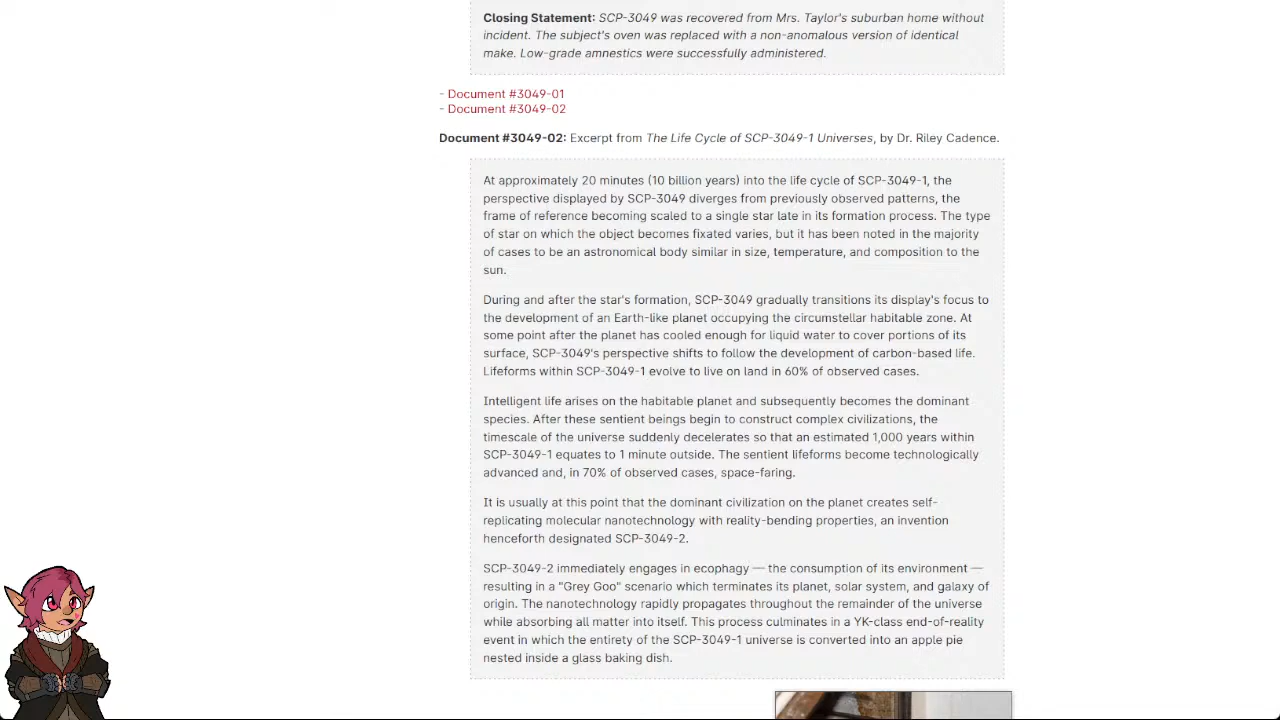 Closing Statement: SCP-3049 was recovered from Mrs. Taylor's suburban home without
incident. The subject's oven was replaced with a non-anomalous version of identical
make. Low-grade amnestics were successfully administered.
- Document #3049-01
- Document #3049-02
Document #3049-02: Excerpt from The Life Cycle of SCP-3049-1 Universes, by Dr. Riley Cadence.
At approximately 20 minutes (10 billion years) into the life cycle of SCP-3049-1, the
perspective displayed by SCP-3049 diverges from previously observed patterns, the
frame of reference becoming scaled to a single star late in its formation process. The type
of star on which the object becomes fixated varies, but it has been noted in the majority
of cases to be an astronomical body similar in size, temperature, and composition to the
sun.
During and after the star's formation, SCP-3049 gradually transitions its display's focus to
the development of an Earth-like planet occupying the circumstellar habitable zone. At
some point after the planet has cooled enough for liquid water to cover portions of its
surface, SCP-3049's perspective shifts to follow the development of carbon-based life.
Lifeforms within SCP-3049-1 evolve to live on land in 60% of observed cases.
Intelligent life arises on the habitable planet and subsequently becomes the dominant
species. After these sentient beings begin to construct complex civilizations, the
timescale of the universe suddenly decelerates so that an estimated 1,000 years within
SCP-3049-1 equates to 1 minute outside. The sentient lifeforms become technologically
advanced and, in 70% of observed cases, space-faring.
It is usually at this point that the dominant civilization on the planet creates self-
replicating molecular nanotechnology with reality-bending properties, an invention
henceforth designated SCP-3049-2.
SCP-3049-2 immediately engages in ecophagy — the consumption of its environment —
resulting in a "Grey Goo" scenario which terminates its planet, solar system, and galaxy of
origin. The nanotechnology rapidly propagates throughout the remainder of the universe
while absorbing all matter into itself. This process culminates in a YK-class end-of-reality
event in which the entirety of the SCP-3049-1 universe is converted into an apple pie
nested inside a glass baking dish.